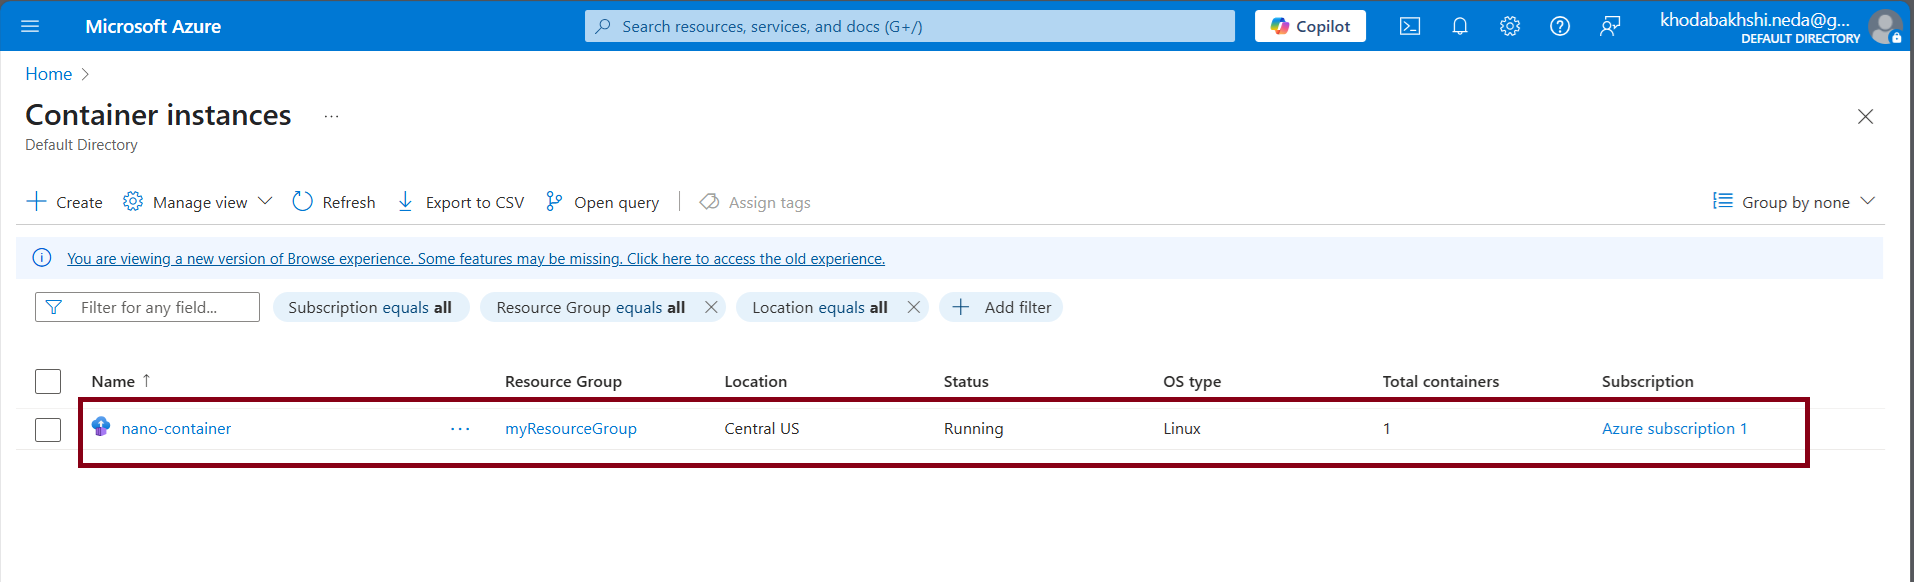 Microsoft Azure
Search resources, services, and docs (G+/)
Copilot
khodabakhshi.neda@g...
DEFAULT DIRECTORY
Home
Container instances ...
Default Directory
Create Manage view Refresh Export to CSV Open query Assign tags Group by none
You are viewing a new version of Browse experience. Some features may be missing. Click here to access the old experience.
Filter for any field... Subscription equals all Resource Group equals all Location equals all Add filter
Name ↑ Resource Group Location Status OS type Total containers Subscription
nano-container ... myResourceGroup Central US Running Linux 1 Azure subscription 1